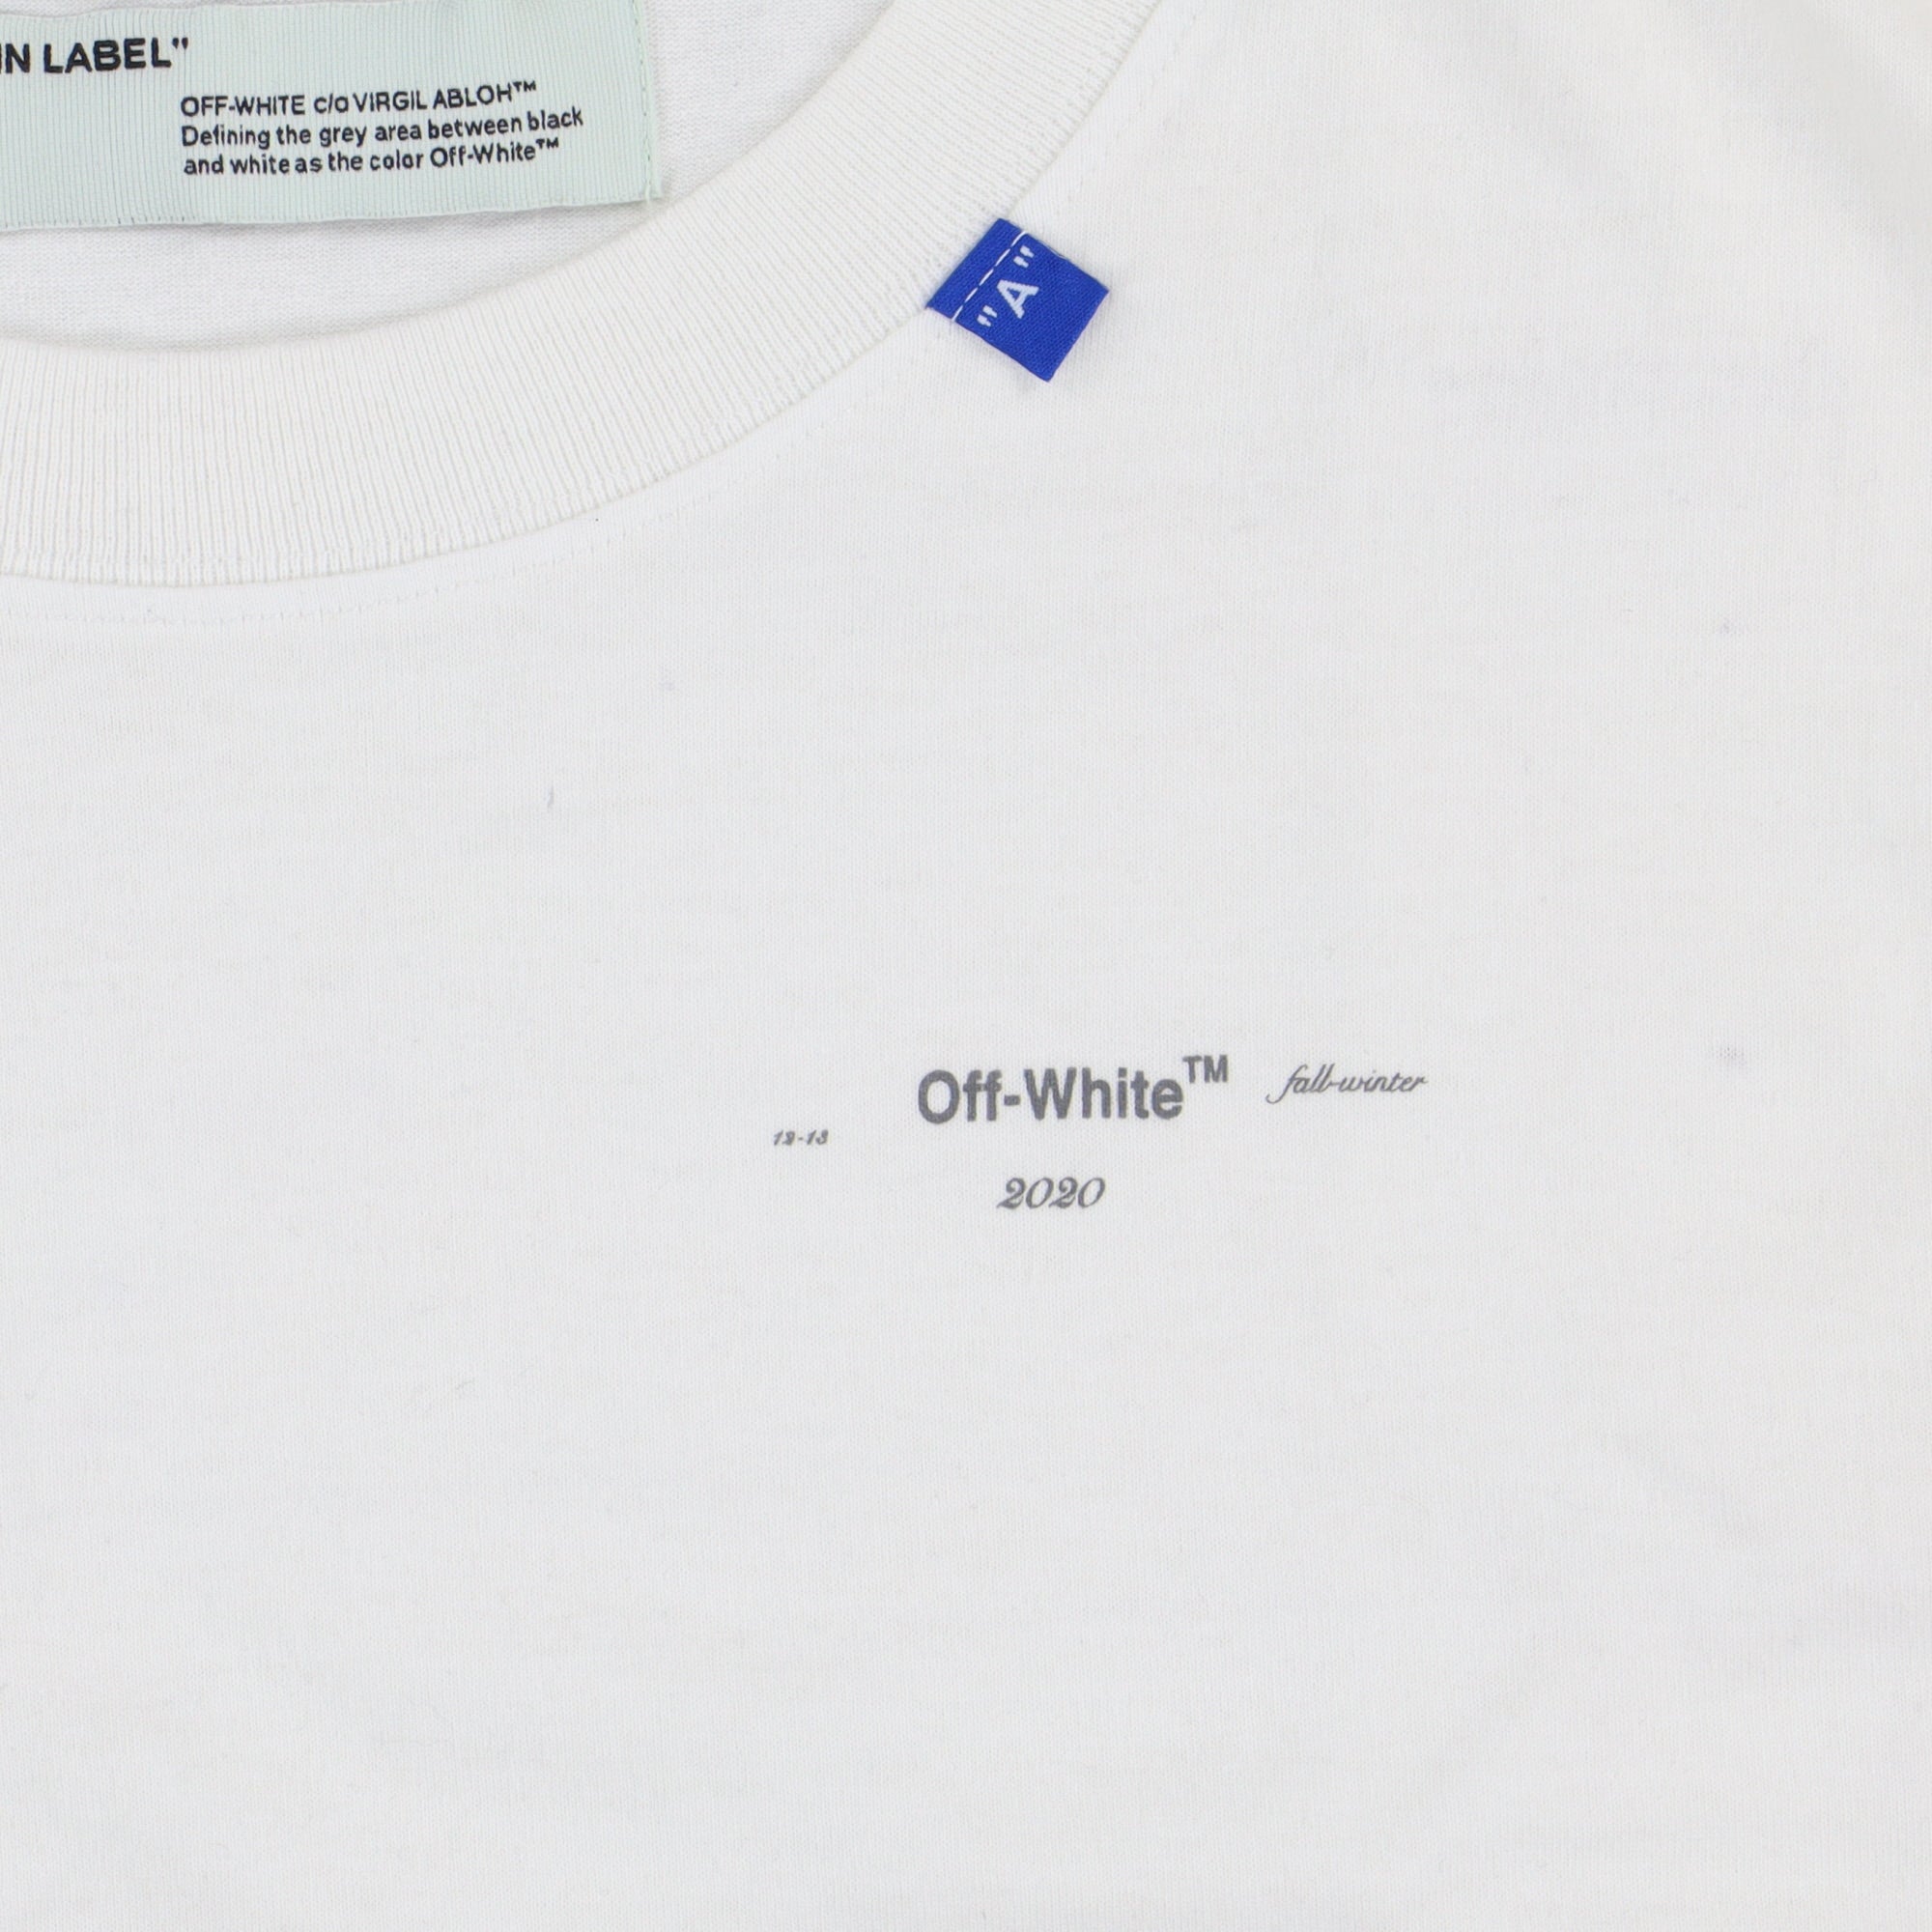 IN LABEL"
OFF-WHITE c/o VIRGIL ABLOH™
Defining the grey area between black
and white as the color Off-White™
"A"
Off-White™ fall-winter
12-13
2020